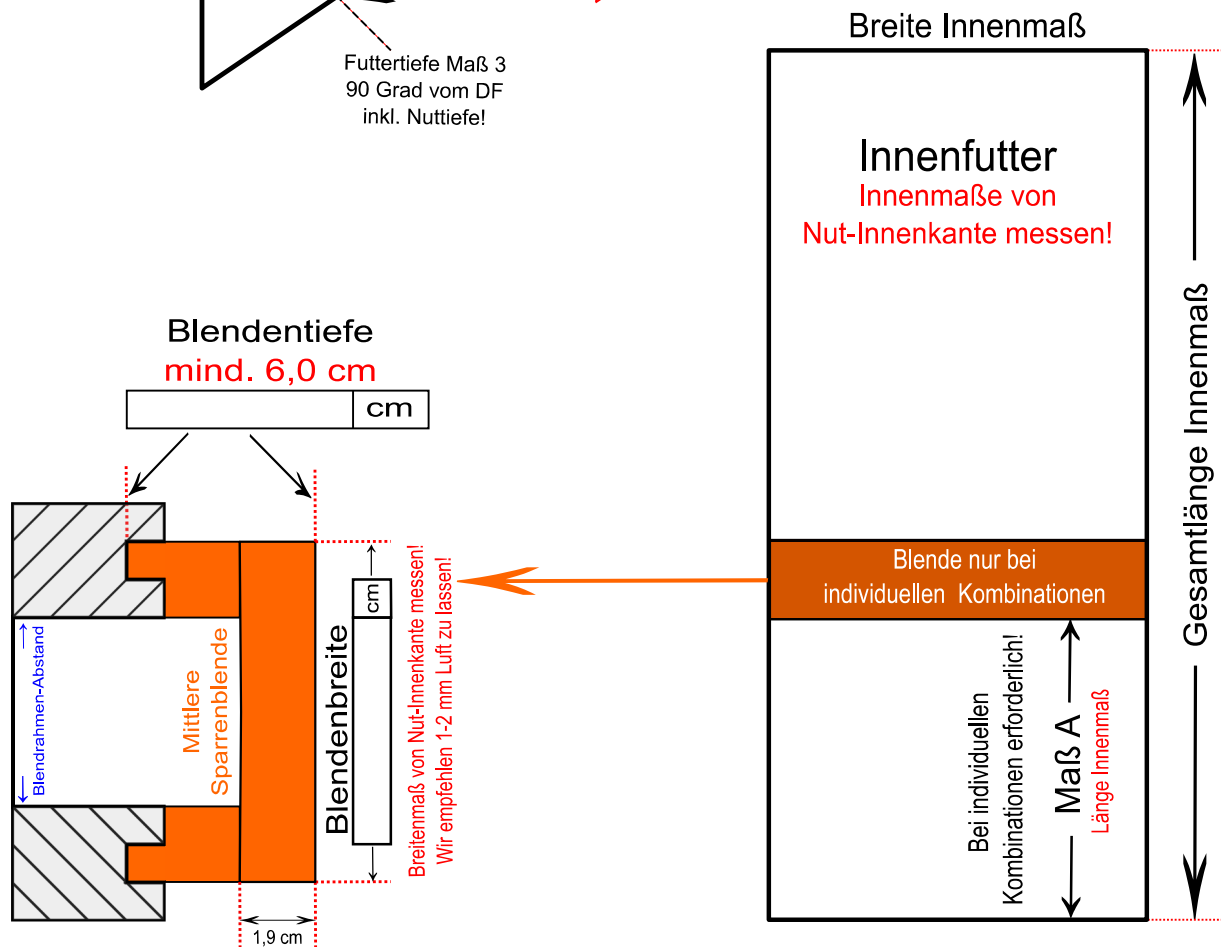 Futtertiefe Maß 3
90 Grad vom DF
inkl. Nuttiefe!
Breite Innenmaß
Innenfutter
Innenmaße von
Nut-Innenkante messen!
Gesamtlänge Innenmaß
Blendentiefe
mind. 6,0 cm
cm
Blendrahmen-Abstand
Mittlere
Sparrenblende
Blendenbreite
cm
Breitenmaß von Nut-Innenkante messen!
Wir empfehlen 1-2 mm Luft zu lassen!
1,9 cm
Blende nur bei
individuellen Kombinationen
Bei individuellen
Kombinationen erforderlich!
Maß A
Länge Innenmaß